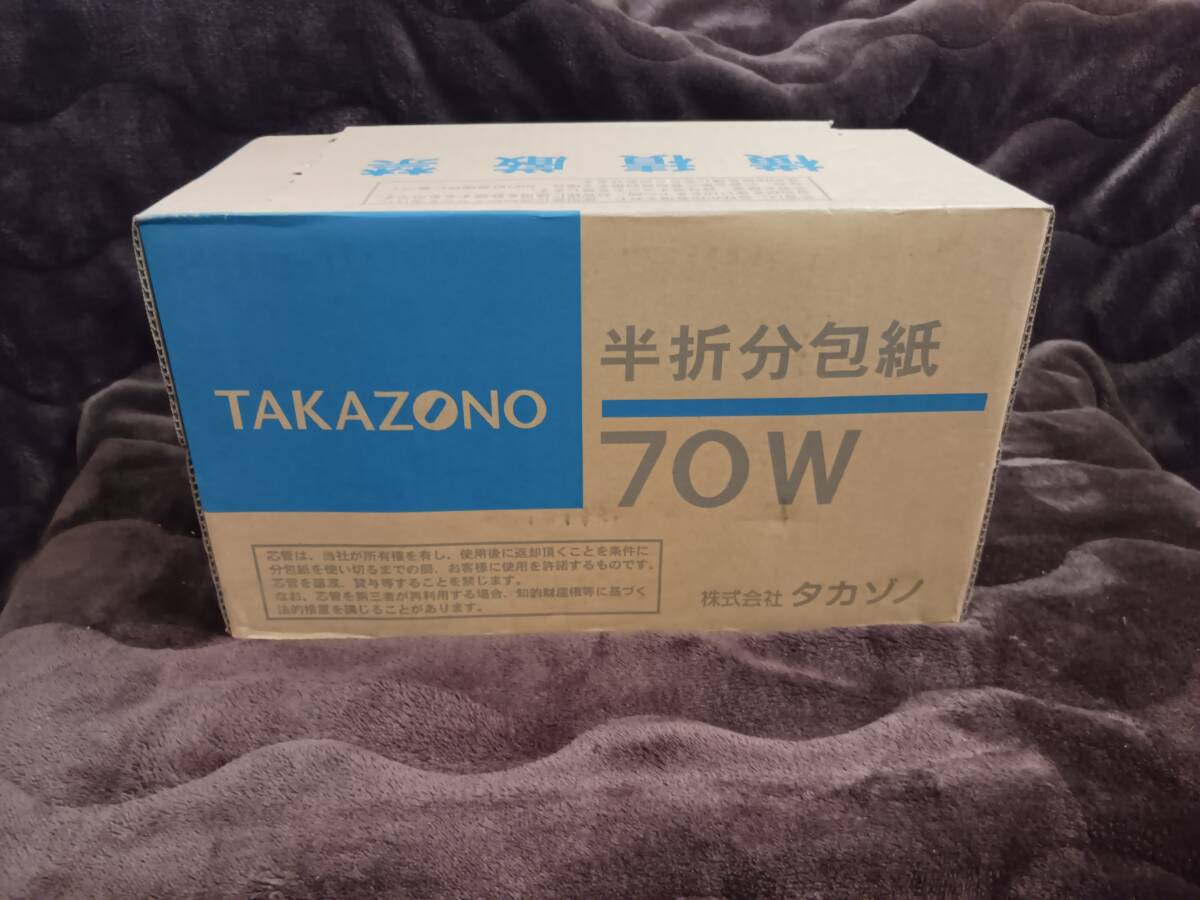 横積厳禁
TAKAZONO
半折分包紙
70W
芯管は、当社が所有権を有し、使用後に返却頂くことを条件に
分包紙を使い切るまでの間、お客様に使用を許諾するものです。
芯管を譲渡、貸与等することを禁じます。
なお、芯管を第三者が再利用する場合、知的財産権等に基づく
法的措置を講じることがあります。
株式会社 タカゾノ